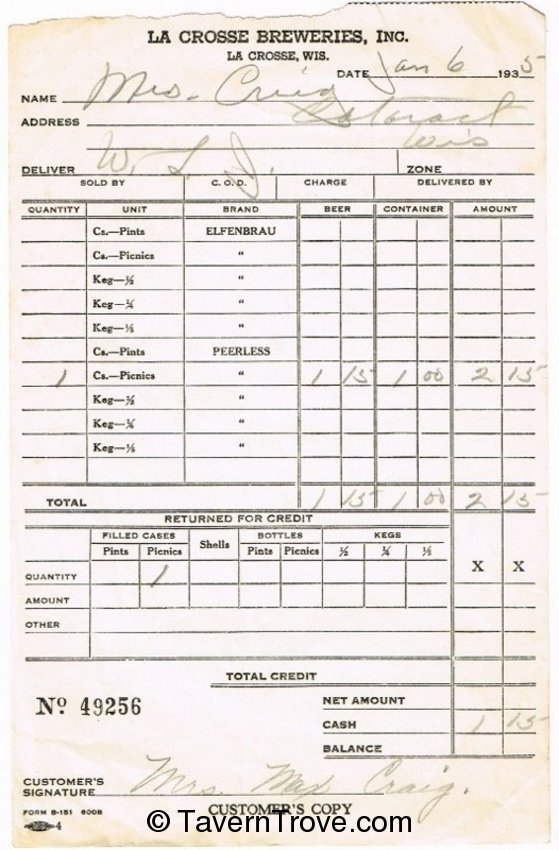 LA CROSSE BREWERIES, INC.
LA CROSSE, WIS.
DATE Jan 6 1935
NAME Mrs. Craig
ADDRESS Cataract
Wis
DELIVER W. L. J. ZONE
SOLD BY C. O. D. CHARGE DELIVERED BY
QUANTITY UNIT BRAND BEER CONTAINER AMOUNT
Cs.—Pints ELFENBRAU
Cs.—Picnics "
Keg—½ "
Keg—¼ "
Keg—⅛ "
Cs.—Pints PEERLESS
1 Cs.—Picnics " 1 15 1 00 2 15
Keg—½ "
Keg—¼ "
Keg—⅛ "
TOTAL 1 15 1 00 2 15
RETURNED FOR CREDIT
FILLED CASES Shells BOTTLES KEGS
Pints Picnics Pints Picnics ½ ¼ ⅛
X X
QUANTITY 1
AMOUNT
OTHER
TOTAL CREDIT
Nº 49256
NET AMOUNT
CASH 1 15
BALANCE
CUSTOMER'S
SIGNATURE Mrs. Max Craig.
FORM B-151 600B
CUSTOMER'S COPY
4
© TavernTrove.com